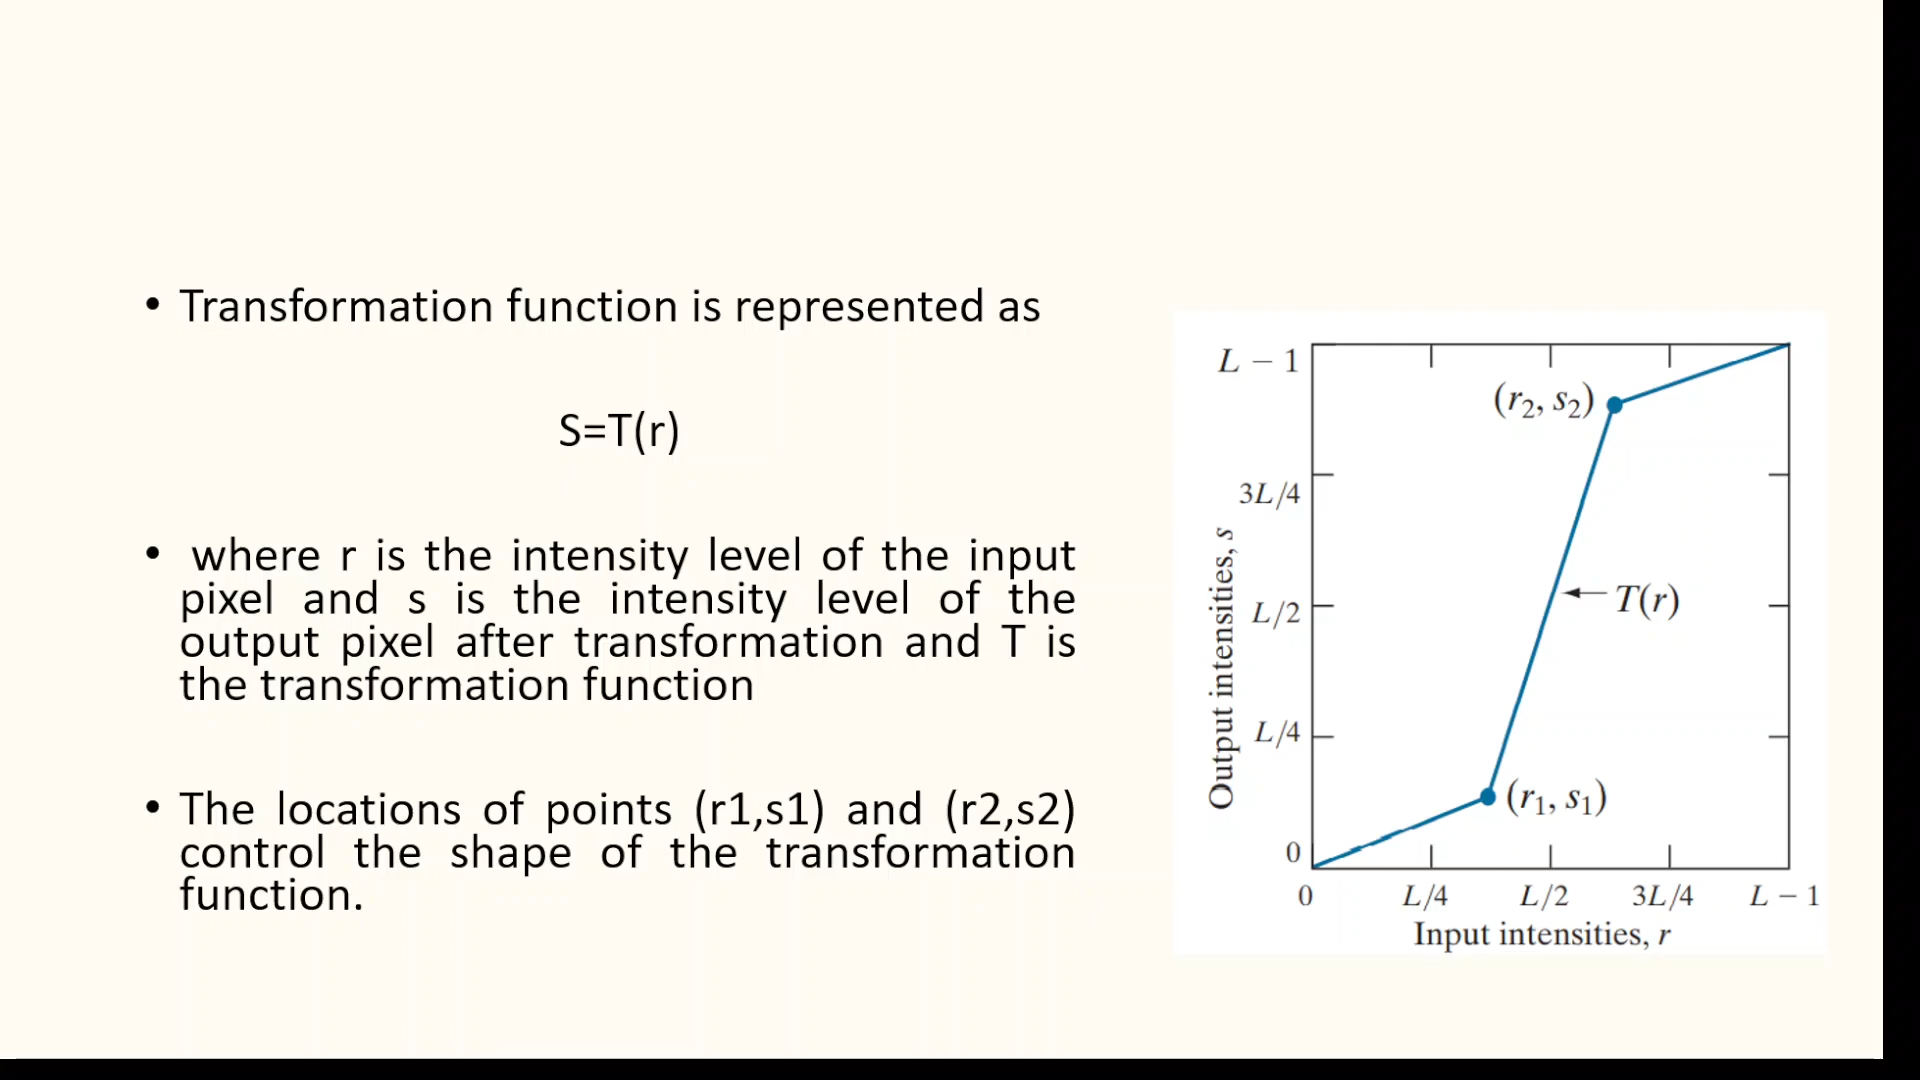 • Transformation function is represented as
S=T(r)
• where r is the intensity level of the input
pixel and s is the intensity level of the
output pixel after transformation and T is
the transformation function
• The locations of points (r1,s1) and (r2,s2)
control the shape of the transformation
function.
L − 1
(r₂, s₂)
3L/4
T(r)
L/2
L/4
(r₁, s₁)
0
Output intensities, s
0 L/4 L/2 3L/4 L − 1
Input intensities, r